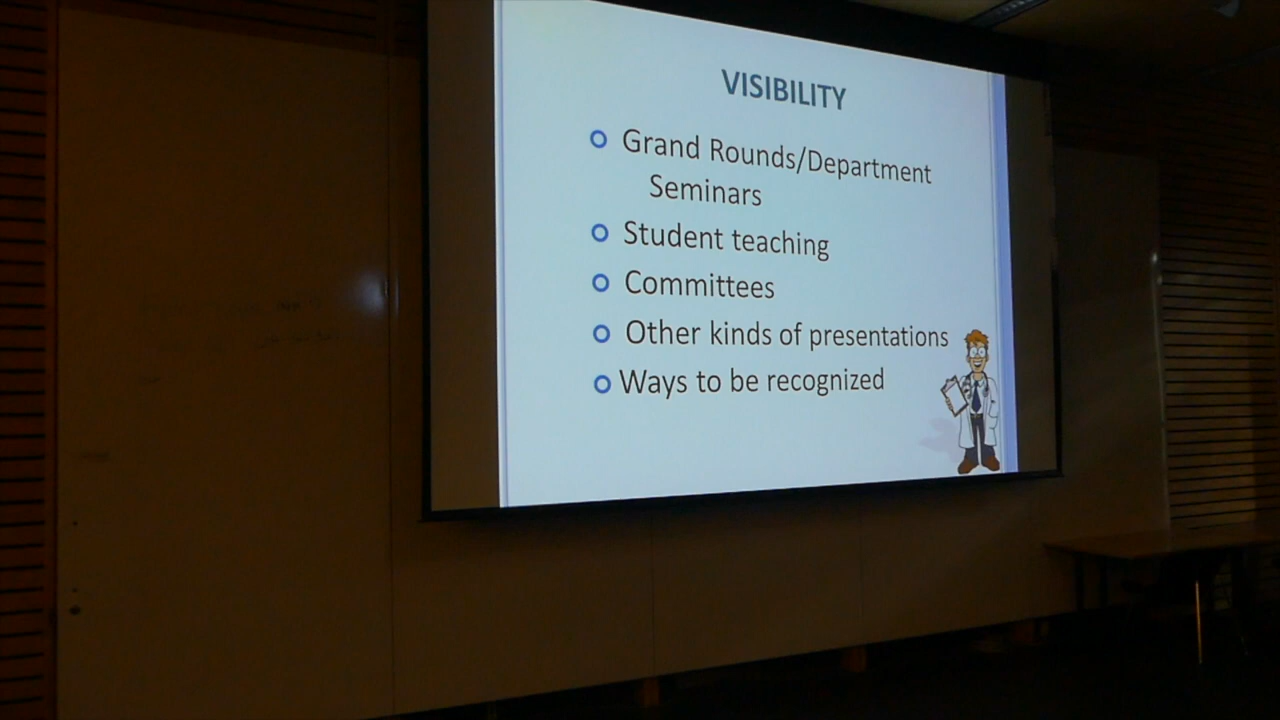 VISIBILITY
Grand Rounds/Department
Seminars
Student teaching
Committees
Other kinds of presentations
Ways to be recognized